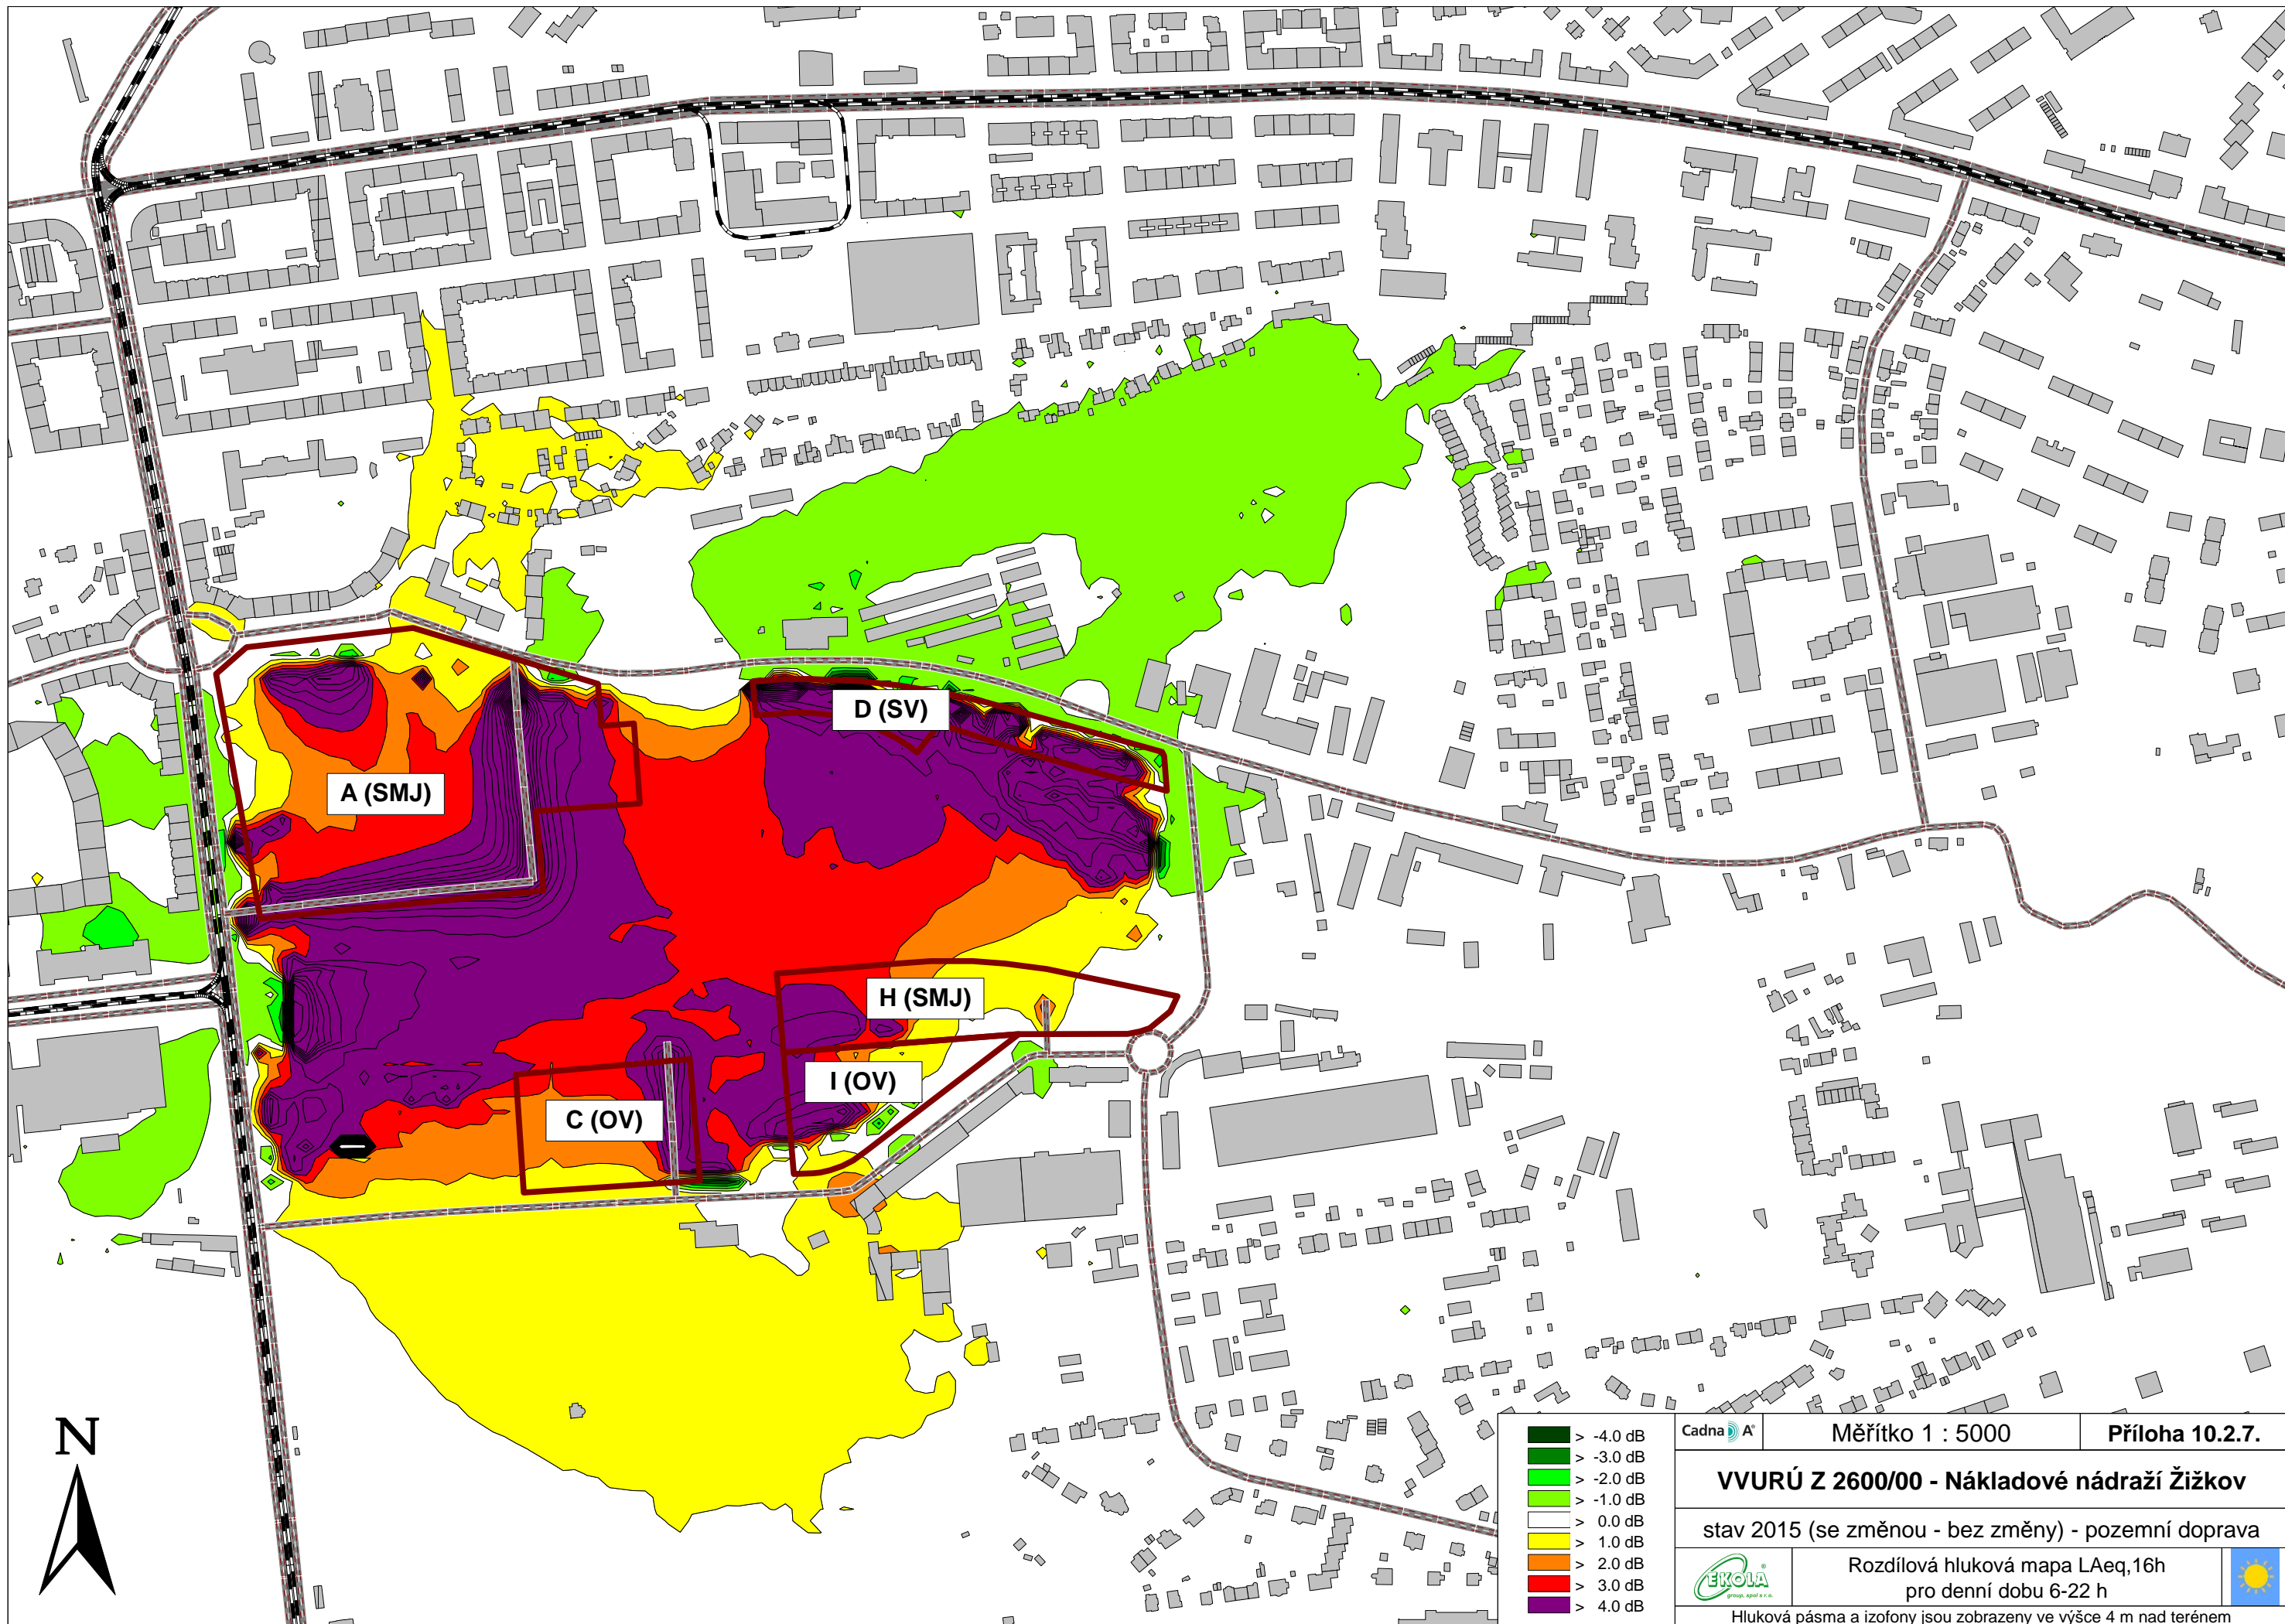 A (SMJ)
D (SV)
H (SMJ)
I (OV)
C (OV)
N
> -4.0 dB
> -3.0 dB
> -2.0 dB
> -1.0 dB
> 0.0 dB
> 1.0 dB
> 2.0 dB
> 3.0 dB
> 4.0 dB
Cadna A®
Měřítko 1 : 5000
Příloha 10.2.7.
VVURÚ Z 2600/00 - Nákladové nádraží Žižkov
stav 2015 (se změnou - bez změny) - pozemní doprava
EKOLA ®
group, spol s r.o.
Rozdílová hluková mapa LAeq,16h
pro denní dobu 6-22 h
Hluková pásma a izofony jsou zobrazeny ve výšce 4 m nad terénem